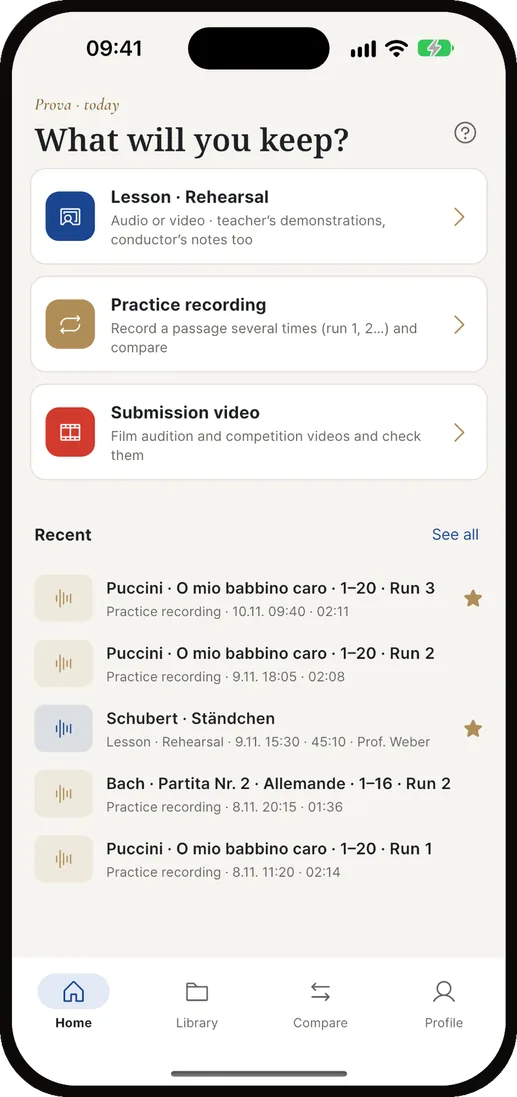 09:41
Prova · today
What will you keep?
Lesson · Rehearsal
Audio or video · teacher's demonstrations,
conductor's notes too
Practice recording
Record a passage several times (run 1, 2…) and
compare
Submission video
Film audition and competition videos and check
them
Recent
See all
Puccini · O mio babbino caro · 1–20 · Run 3
Practice recording · 10.11. 09:40 · 02:11
Puccini · O mio babbino caro · 1–20 · Run 2
Practice recording · 9.11. 18:05 · 02:08
Schubert · Ständchen
Lesson · Rehearsal · 9.11. 15:30 · 45:10 · Prof. Weber
Bach · Partita Nr. 2 · Allemande · 1–16 · Run 2
Practice recording · 8.11. 20:15 · 01:36
Puccini · O mio babbino caro · 1–20 · Run 1
Practice recording · 8.11. 11:20 · 02:14
Home
Library
Compare
Profile